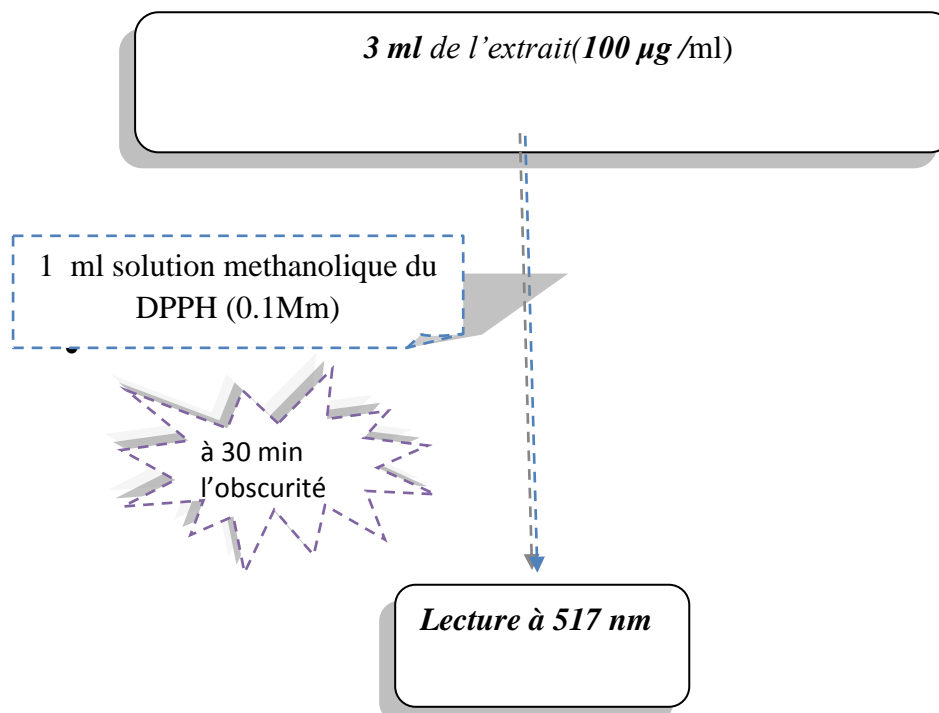 3 ml de l’extrait(100 µg /ml)
1 ml solution methanolique du
DPPH (0.1Mm)
à 30 min
l’obscurité
Lecture à 517 nm